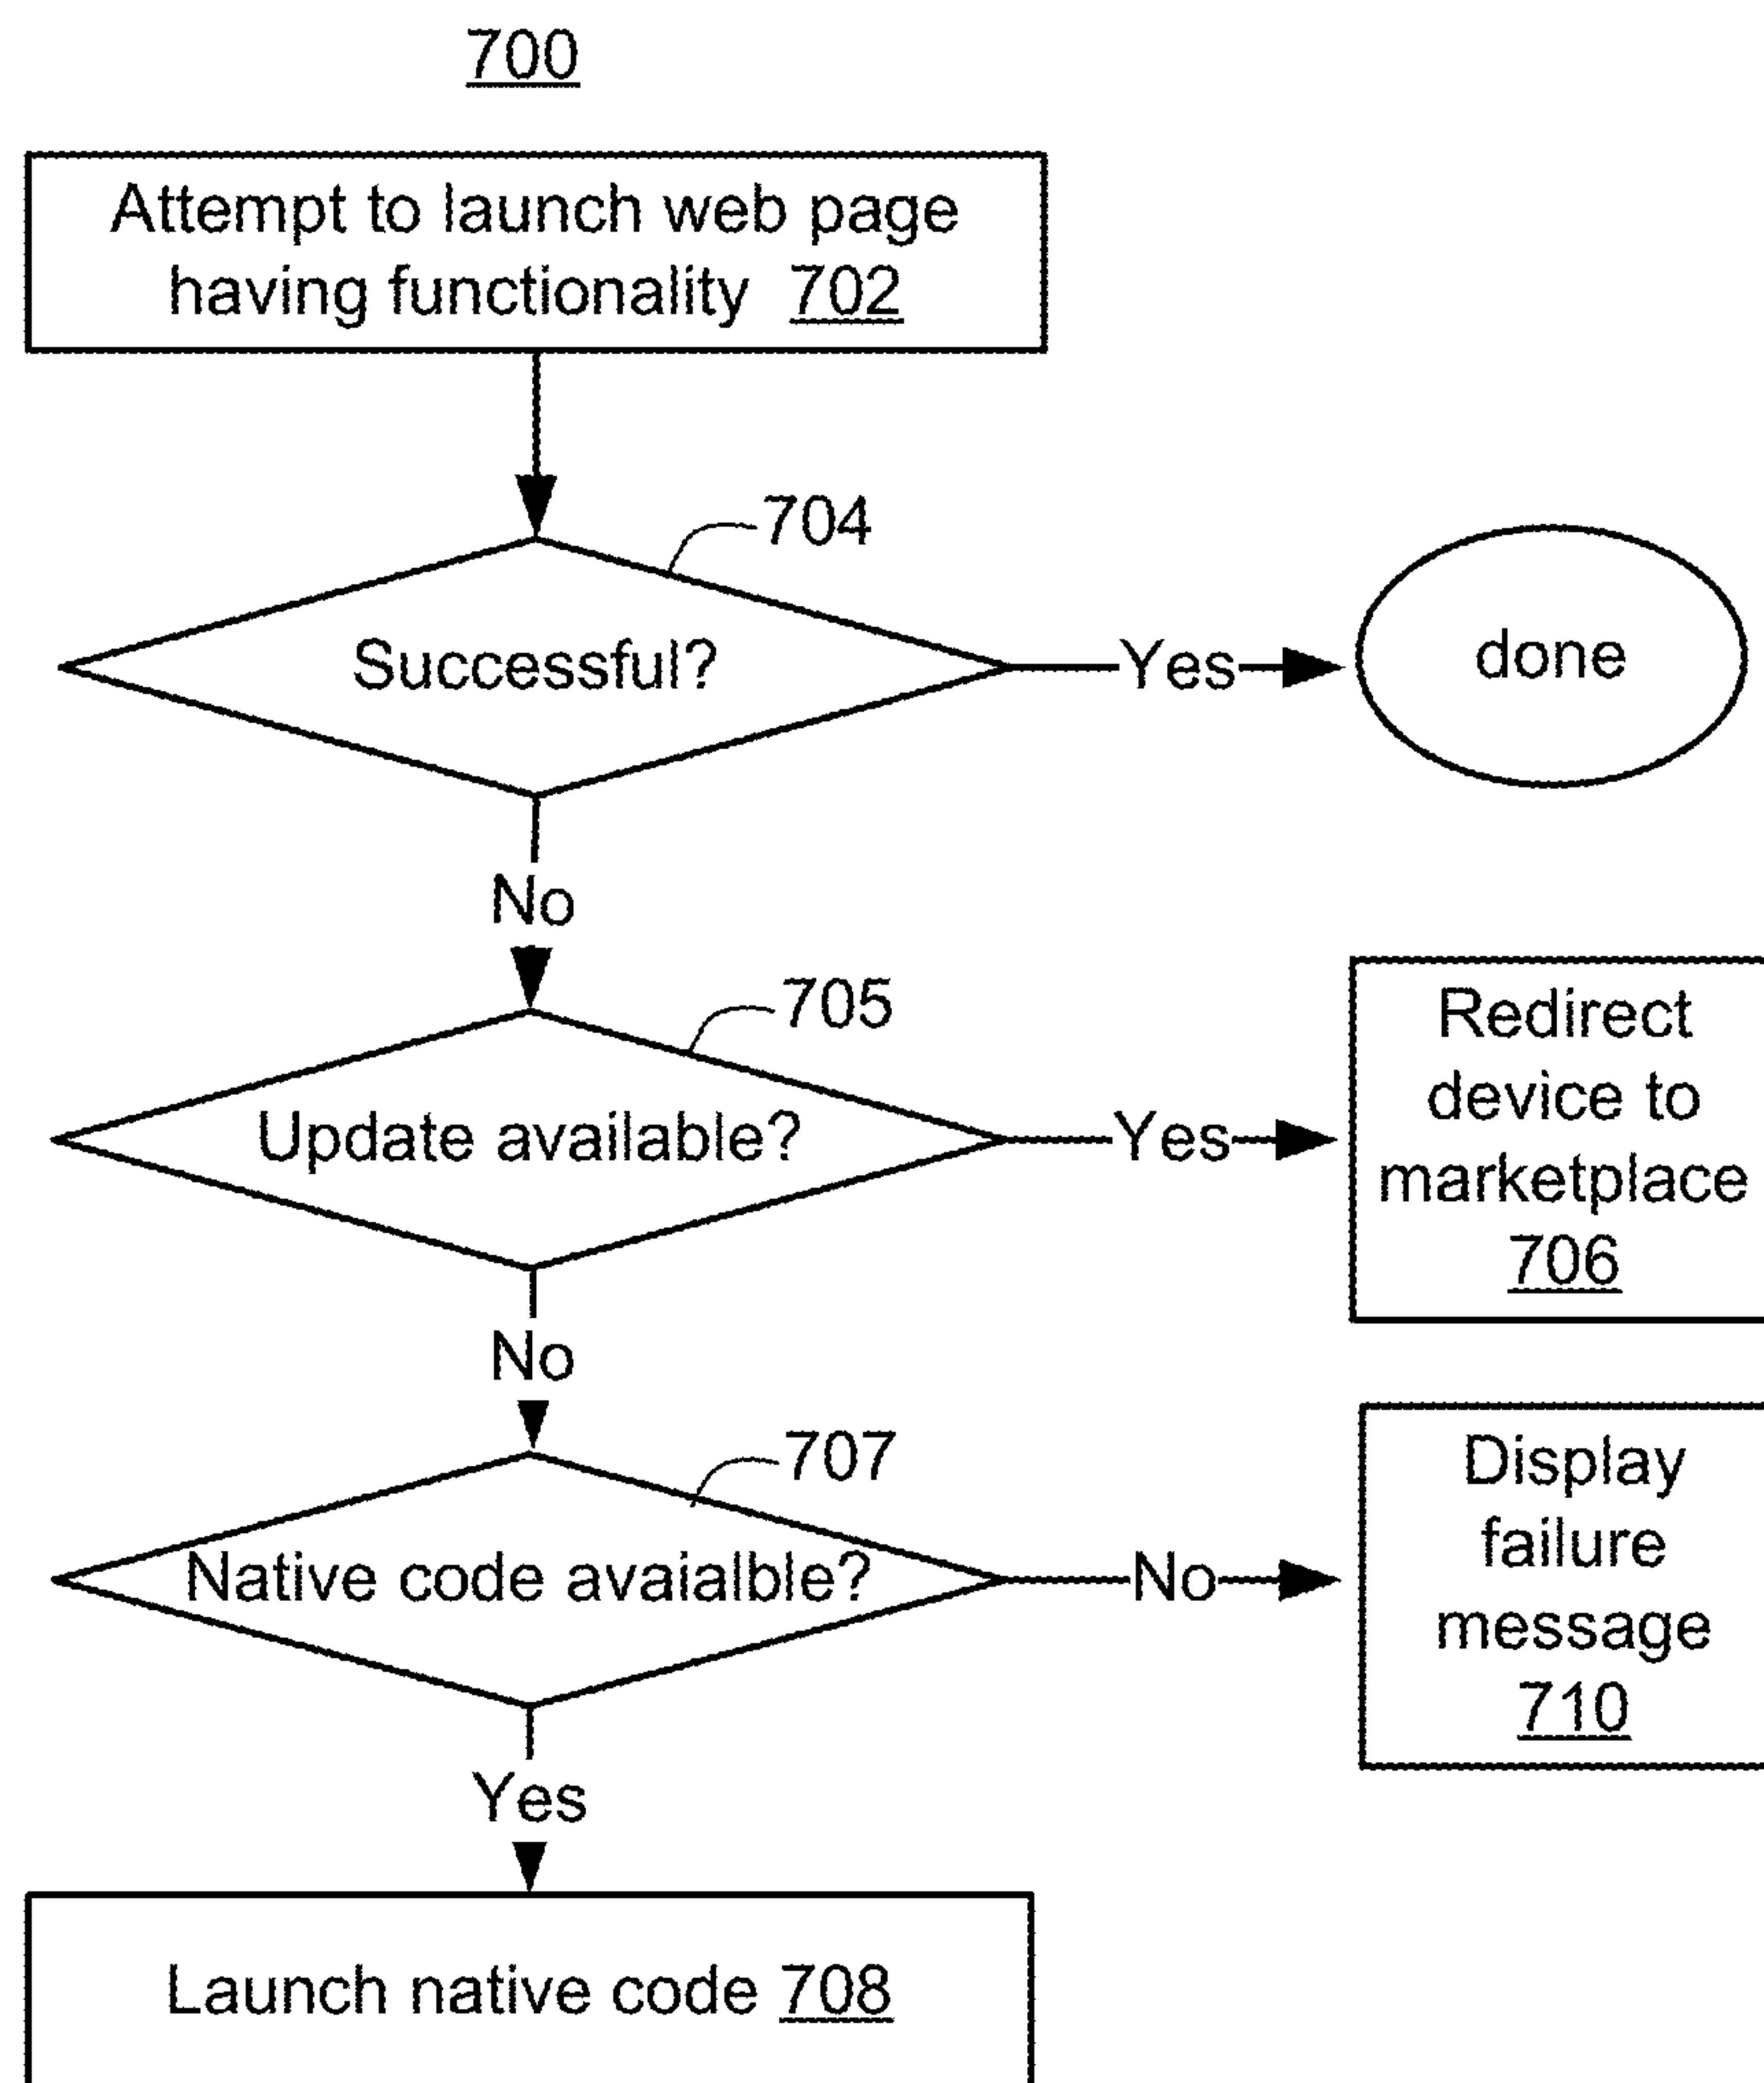 700
Attempt to launch web page
having functionality 702
704
Successful?
Yes
done
No
705
Update available?
Yes
Redirect
device to
marketplace
706
No
707
Native code avaialble?
No
Display
failure
message
710
Yes
Launch native code 708